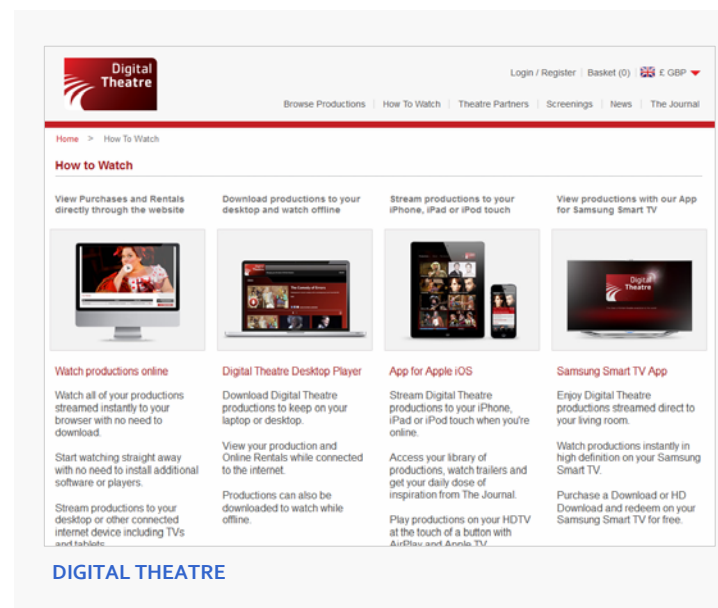 Digital
Theatre
Login / Register | Basket (0) | £ GBP
Browse Productions | How To Watch | Theatre Partners | Screenings | News | The Journal
Home > How To Watch
How to Watch
View Purchases and Rentals
directly through the website
Download productions to your
desktop and watch offline
Stream productions to your
iPhone, iPad or iPod touch
View productions with our App
for Samsung Smart TV
Digital
Theatre
Watch productions online
Watch all of your productions
streamed instantly to your
browser with no need to
download.
Start watching straight away
with no need to install additional
software or players.
Stream productions to your
desktop or other connected
internet device including TVs
and tablets
Digital Theatre Desktop Player
Download Digital Theatre
productions to keep on your
laptop or desktop.
View your production and
Online Rentals while connected
to the internet.
Productions can also be
downloaded to watch while
offline.
App for Apple iOS
Stream Digital Theatre
productions to your iPhone,
iPad or iPod touch when you're
online.
Access your library of
productions, watch trailers and
get your daily dose of
inspiration from The Journal.
Play productions on your HDTV
at the touch of a button with
AirPlay and Apple TV
Samsung Smart TV App
Enjoy Digital Theatre
productions streamed direct to
your living room.
Watch productions instantly in
high definition on your Samsung
Smart TV.
Purchase a Download or HD
Download and redeem on your
Samsung Smart TV for free.
DIGITAL THEATRE